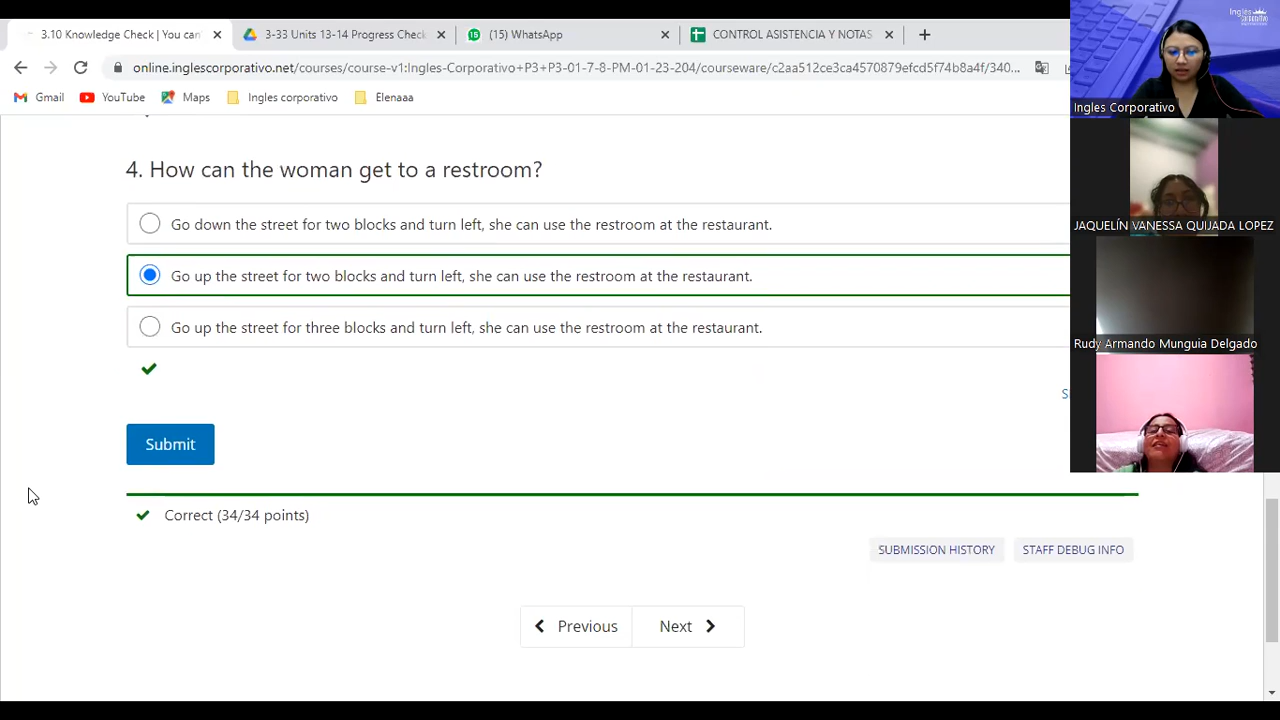 3.10 Knowledge Check | You can
3-33 Units 13-14 Progress Check
(15) WhatsApp
CONTROL ASISTENCIA Y NOTAS
online.inglescorporativo.net/courses/course-v1:Ingles-Corporativo+P3+P3-01-7-8-PM-01-23-204/courseware/c2aa512ce3ca4570879efcd5f74b8a4f/340...
Gmail
YouTube
Maps
Ingles corporativo
Elenaaa
4. How can the woman get to a restroom?
Go down the street for two blocks and turn left, she can use the restroom at the restaurant.
Go up the street for two blocks and turn left, she can use the restroom at the restaurant.
Go up the street for three blocks and turn left, she can use the restroom at the restaurant.
Submit
Correct (34/34 points)
SUBMISSION HISTORY
STAFF DEBUG INFO
Previous
Next
Ingles
Ingles Corporativo
JAQUELÍN VANESSA QUIJADA LOPEZ
Rudy Armando Munguia Delgado